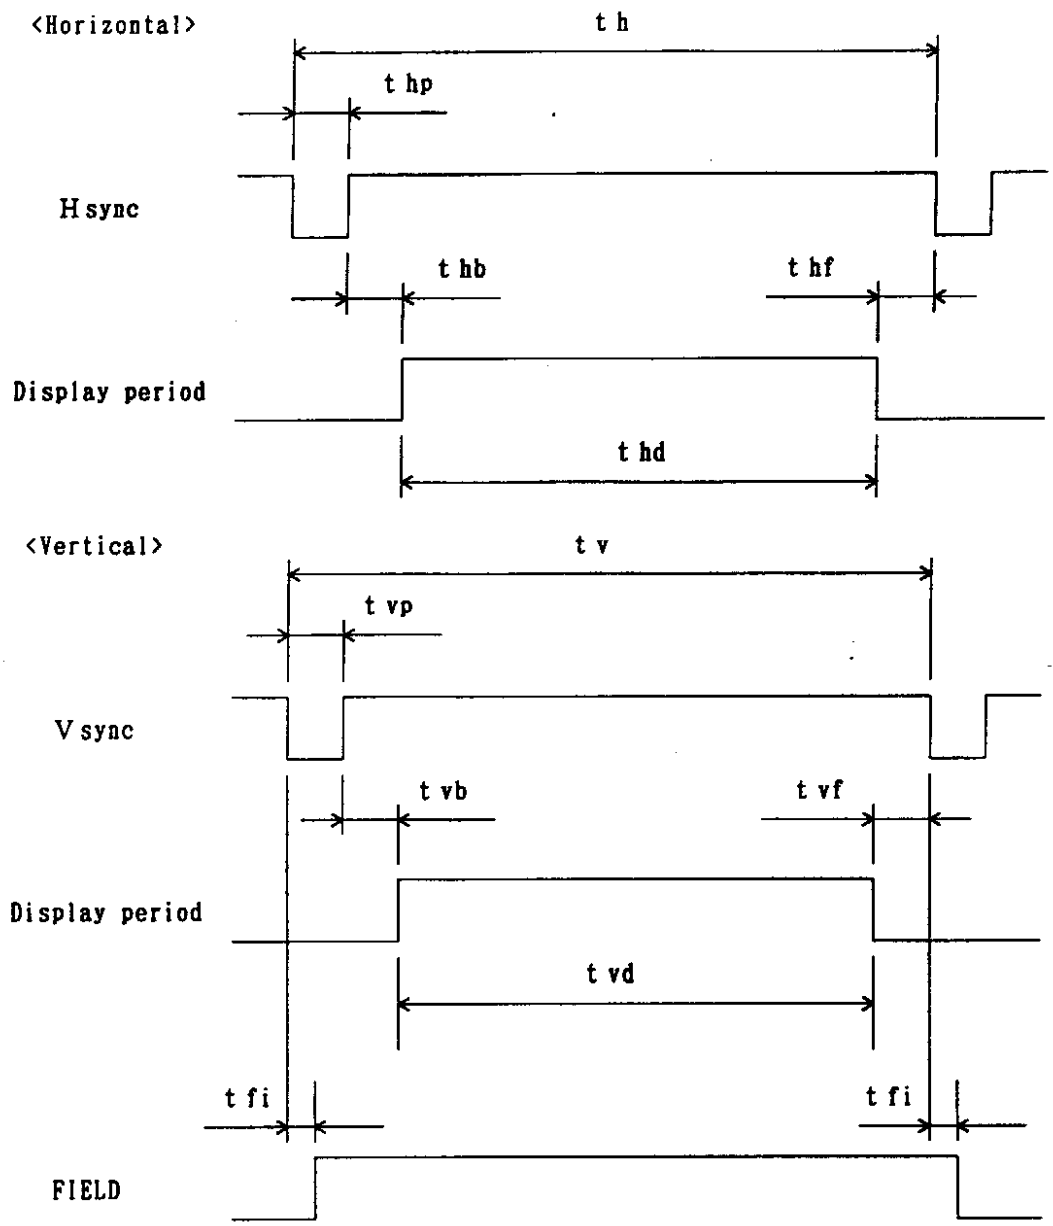 <Horizontal>
t h
t hp
H sync
t hb
t hf
Display period
t hd
<Vertical>
t v
t vp
V sync
t vb
t vf
Display period
t vd
t fi
t fi
FIELD